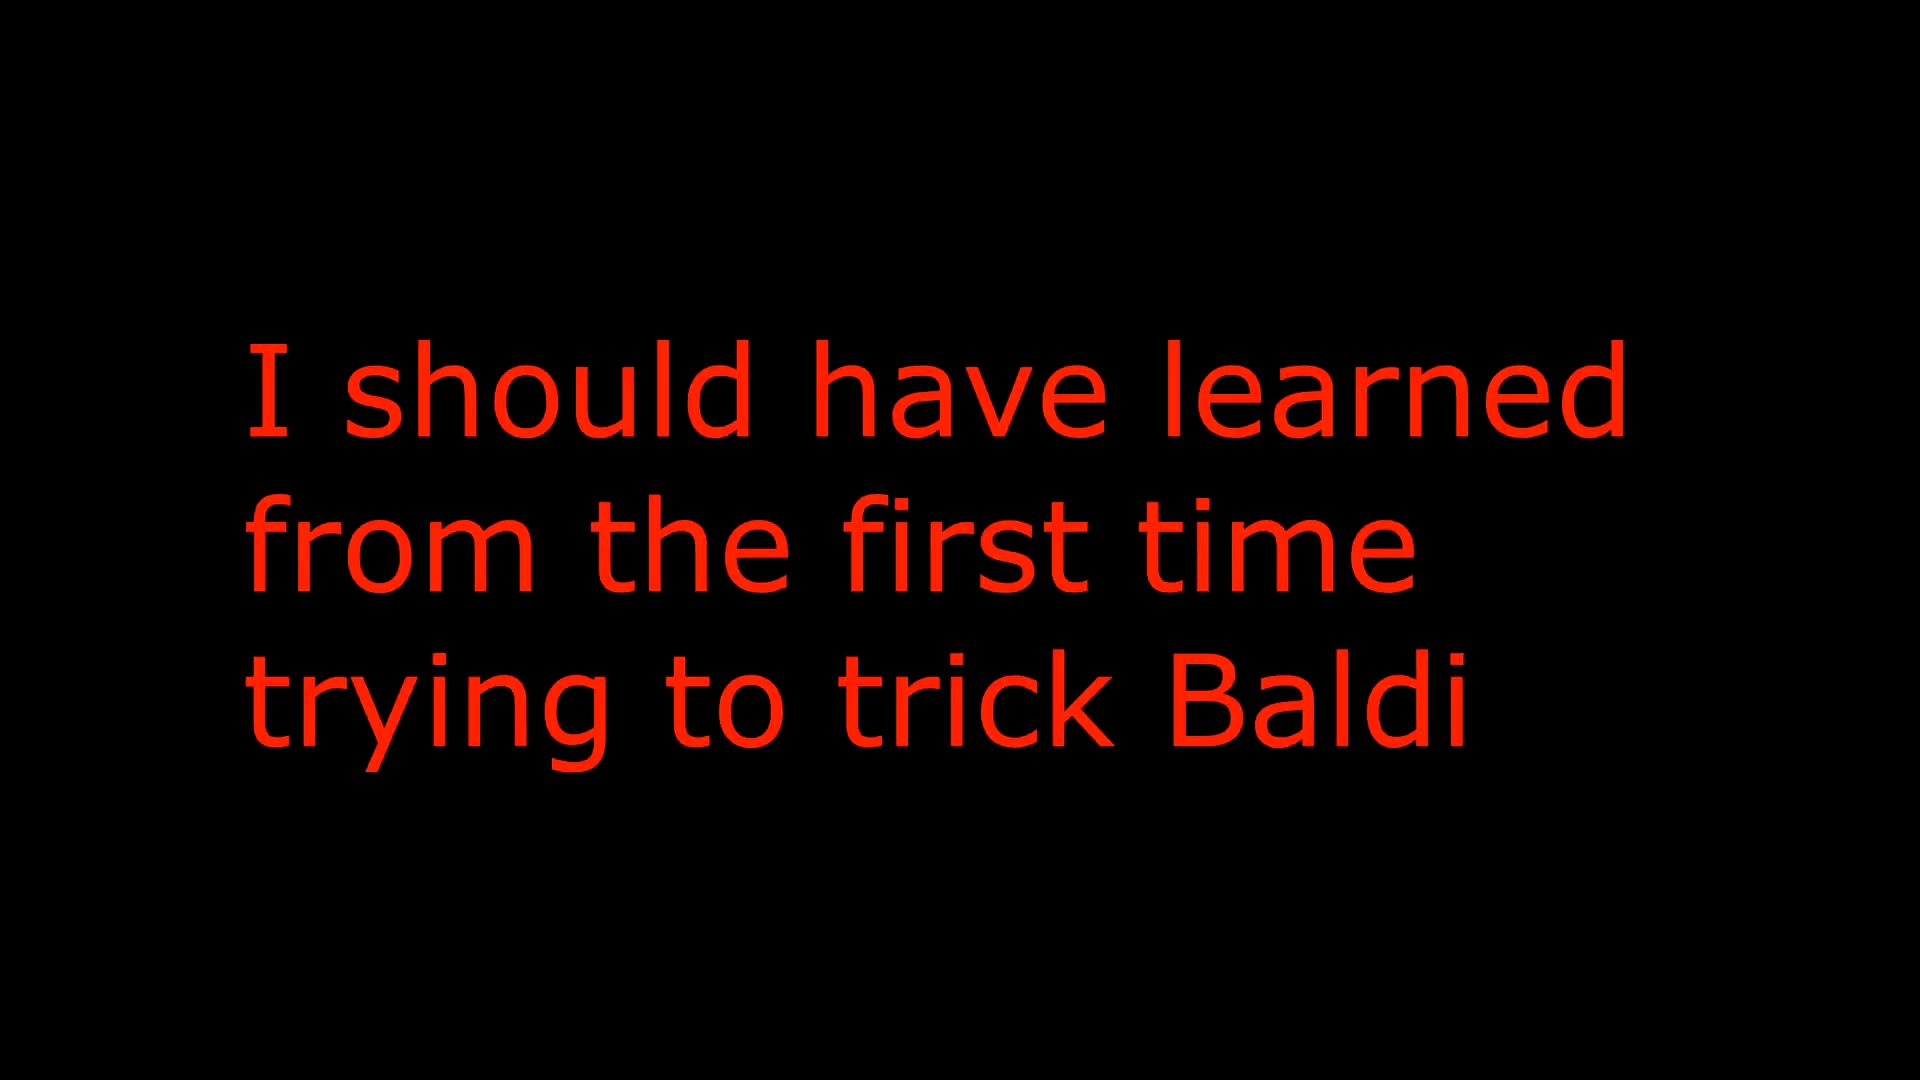 I should have learned
from the first time
trying to trick Baldi